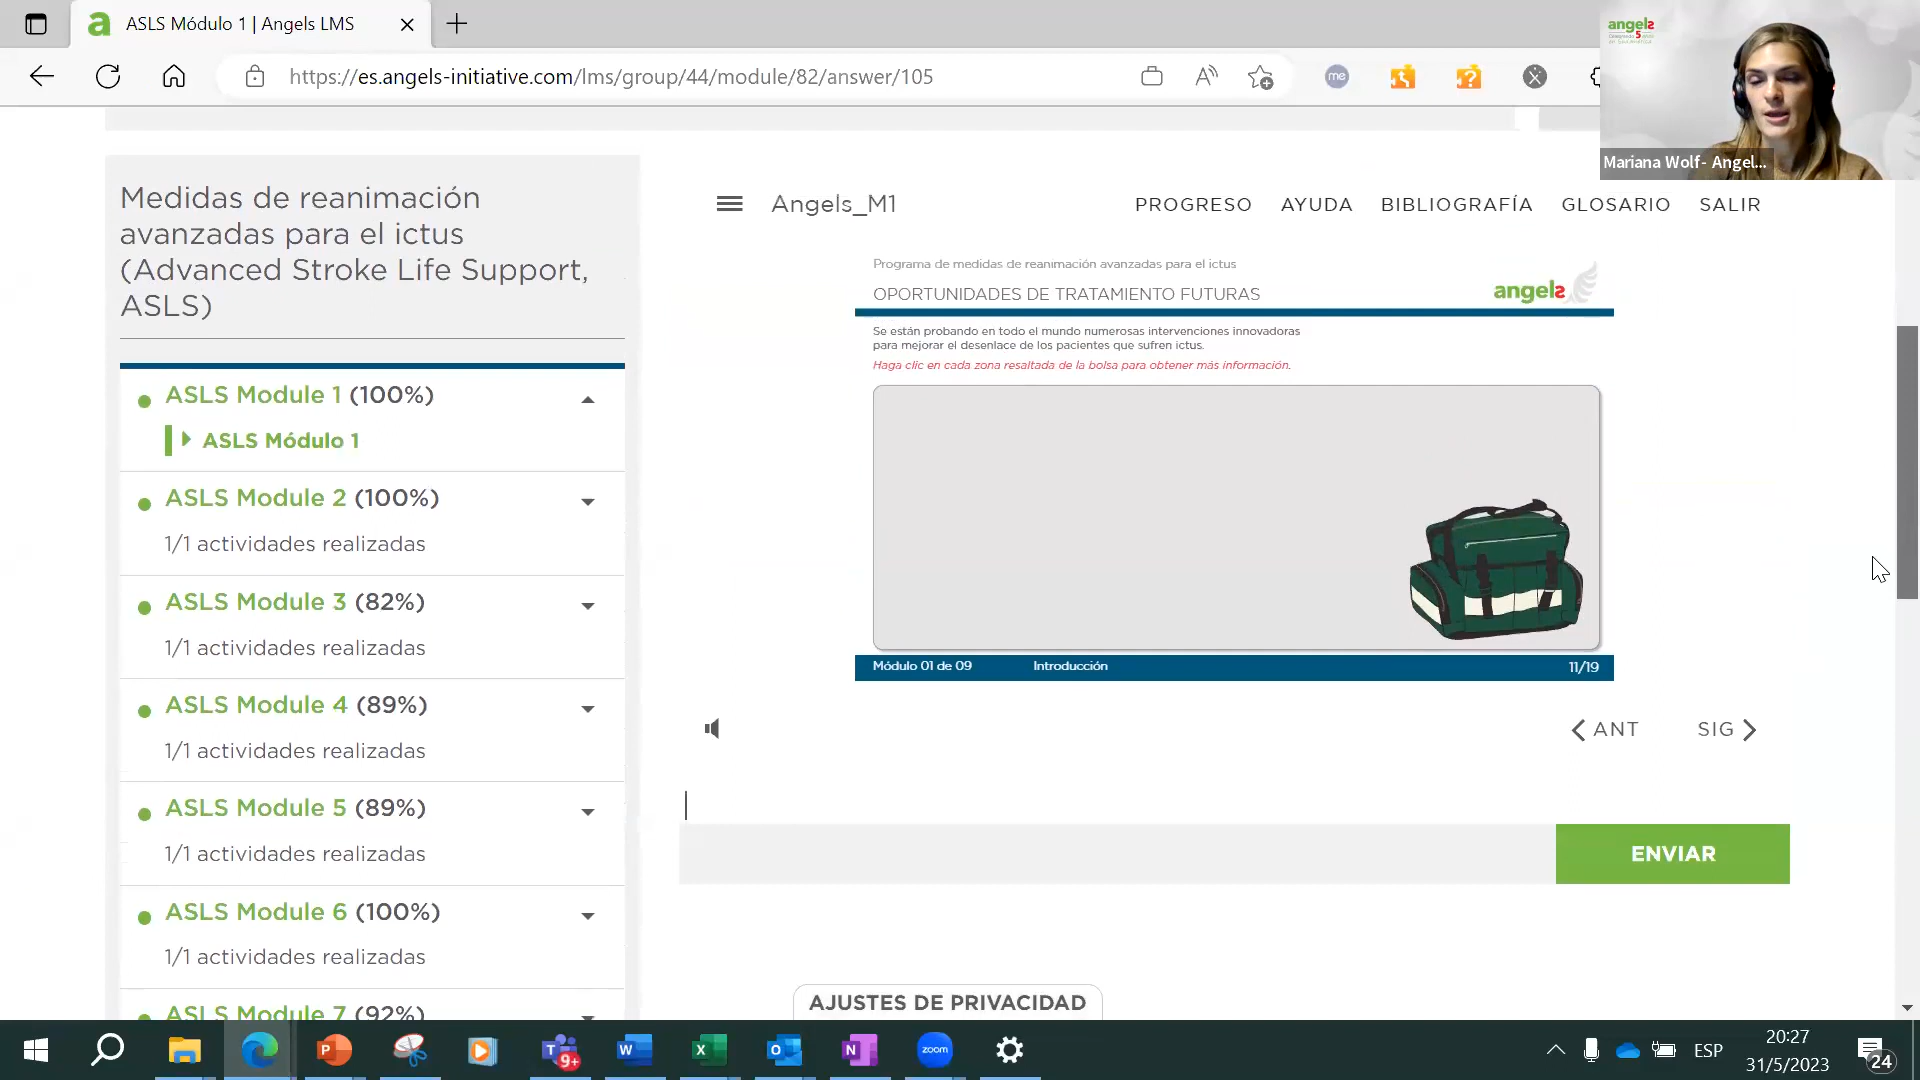 ASLS Módulo 1 | Angels LMS
https://es.angels-initiative.com/lms/group/44/module/82/answer/105
me
angels
Mariana Wolf- Angel...
Medidas de reanimación
avanzadas para el ictus
(Advanced Stroke Life Support,
ASLS)
ASLS Module 1 (100%)
ASLS Módulo 1
ASLS Module 2 (100%)
1/1 actividades realizadas
ASLS Module 3 (82%)
1/1 actividades realizadas
ASLS Module 4 (89%)
1/1 actividades realizadas
ASLS Module 5 (89%)
1/1 actividades realizadas
ASLS Module 6 (100%)
1/1 actividades realizadas
ASLS Module 7 (92%)
Angels_M1
PROGRESO AYUDA BIBLIOGRAFÍA GLOSARIO SALIR
Programa de medidas de reanimación avanzadas para el ictus
OPORTUNIDADES DE TRATAMIENTO FUTURAS
angels
Se están probando en todo el mundo numerosas intervenciones innovadoras
para mejorar el desenlace de los pacientes que sufren ictus.
Haga clic en cada zona resaltada de la bolsa para obtener más información.
Módulo 01 de 09 Introducción 11/19
ANT SIG
ENVIAR
AJUSTES DE PRIVACIDAD
9+
zoom
ESP
20:27
31/5/2023
24